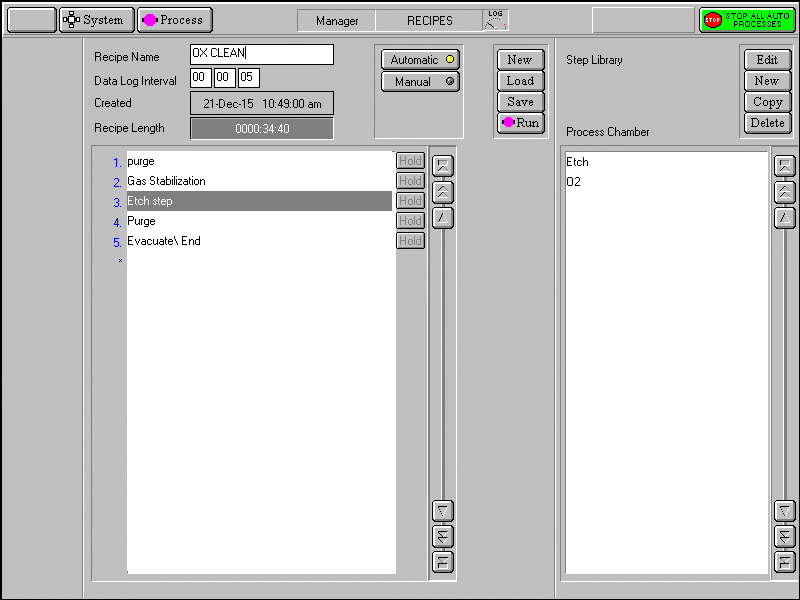 System Process Manager RECIPES LOG STOP STOP ALL AUTO
PROCESSES
Recipe Name OX CLEAN
Data Log Interval 00 00 05
Created 21-Dec-15 10:49:00 am
Recipe Length 0000:34:40
Automatic
Manual
New
Load
Save
Run
Step Library
Process Chamber
Edit
New
Copy
Delete
1. purge Hold
2. Gas Stabilization Hold
3. Etch step Hold
4. Purge Hold
5. Evacuate\ End Hold
*
Etch
O2